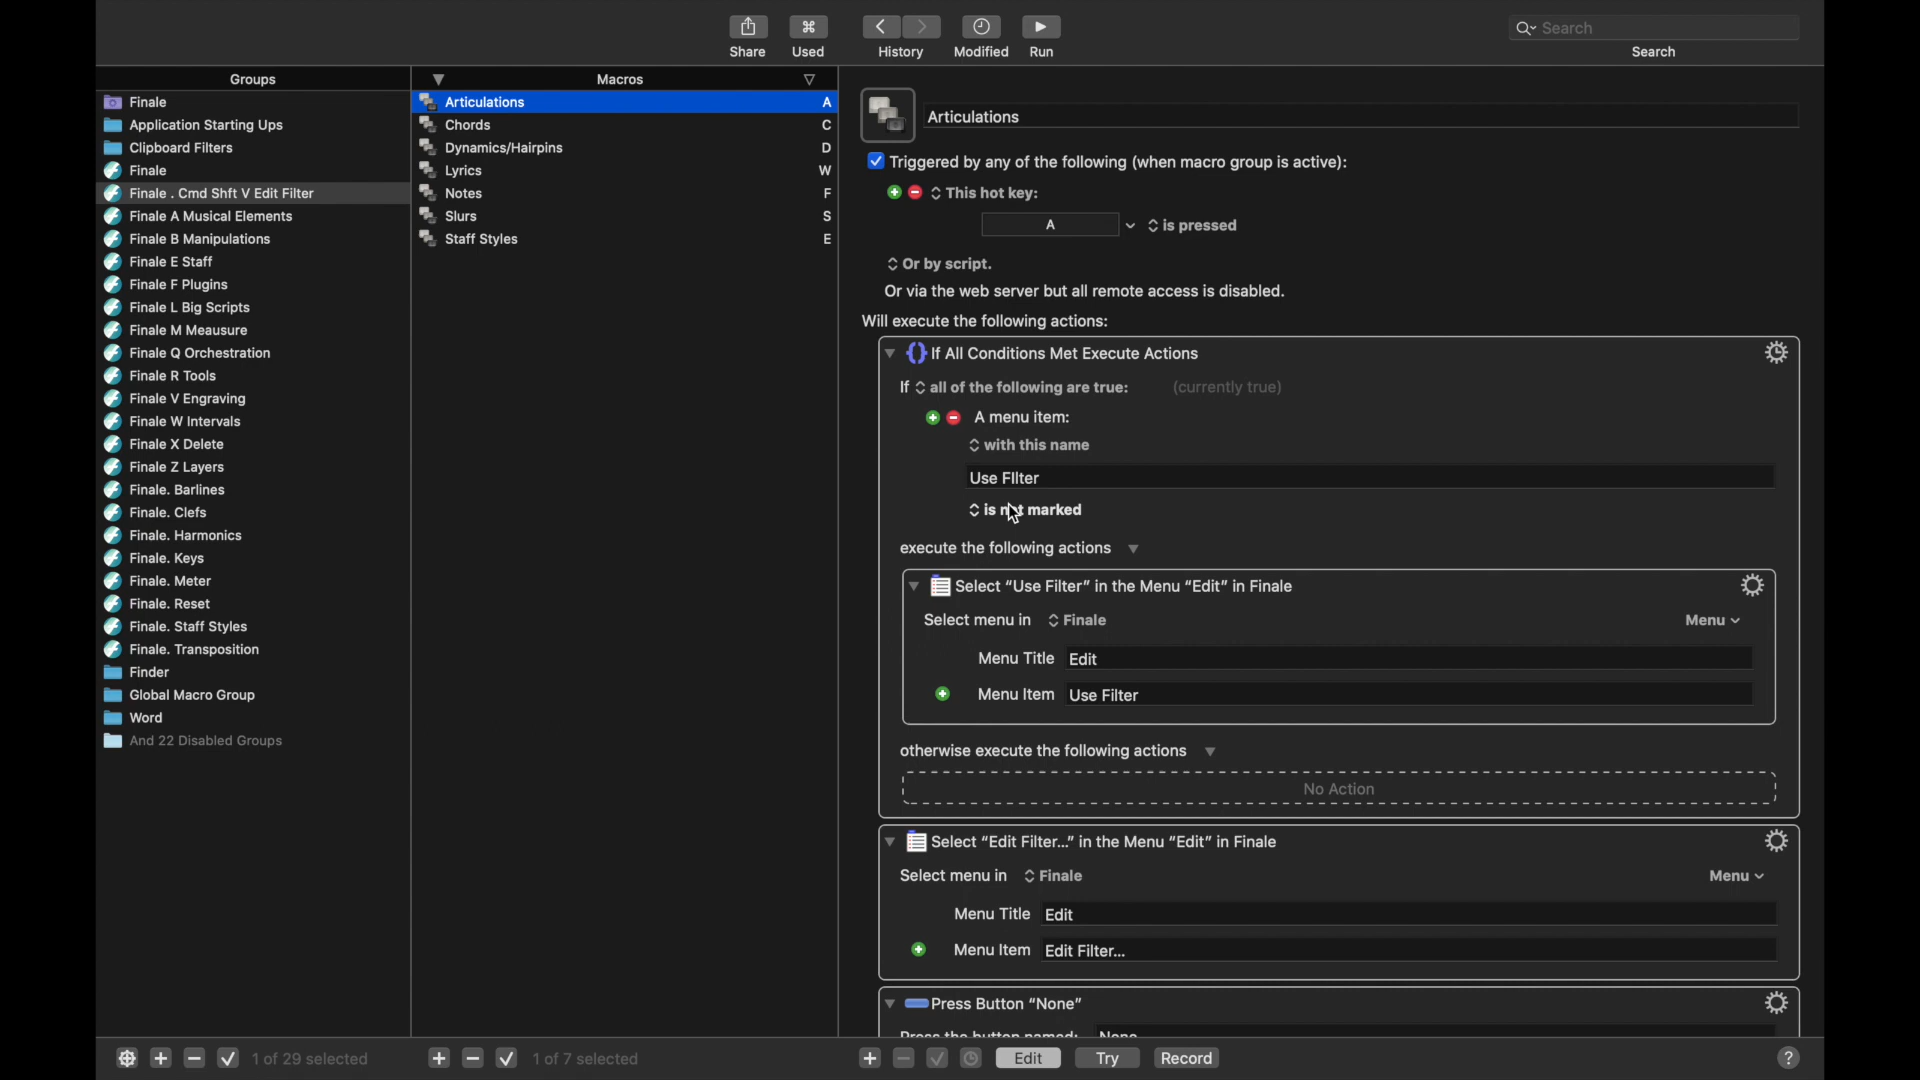 Share
Used
History
Modified
Run
Search
Search
Groups
Macros
Finale
Application Starting Ups
Clipboard Filters
Finale
Finale . Cmd Shft V Edit Filter
Finale A Musical Elements
Finale B Manipulations
Finale E Staff
Finale F Plugins
Finale L Big Scripts
Finale M Meausure
Finale Q Orchestration
Finale R Tools
Finale V Engraving
Finale W Intervals
Finale X Delete
Finale Z Layers
Finale. Barlines
Finale. Clefs
Finale. Harmonics
Finale. Keys
Finale. Meter
Finale. Reset
Finale. Staff Styles
Finale. Transposition
Finder
Global Macro Group
Word
And 22 Disabled Groups
Articulations A
Chords C
Dynamics/Hairpins D
Lyrics W
Notes F
Slurs S
Staff Styles E
Articulations
Triggered by any of the following (when macro group is active):
This hot key:
A is pressed
Or by script.
Or via the web server but all remote access is disabled.
Will execute the following actions:
If All Conditions Met Execute Actions
If all of the following are true: (currently true)
A menu item:
with this name
Use FIlter
is not marked
execute the following actions
Select “Use Filter” in the Menu “Edit” in Finale
Select menu in Finale Menu
Menu Title Edit
Menu Item Use Filter
otherwise execute the following actions
No Action
Select “Edit Filter...” in the Menu “Edit” in Finale
Select menu in Finale Menu
Menu Title Edit
Menu Item Edit Filter...
Press Button “None”
Press the button named: None
1 of 29 selected
1 of 7 selected
Edit
Try
Record
?